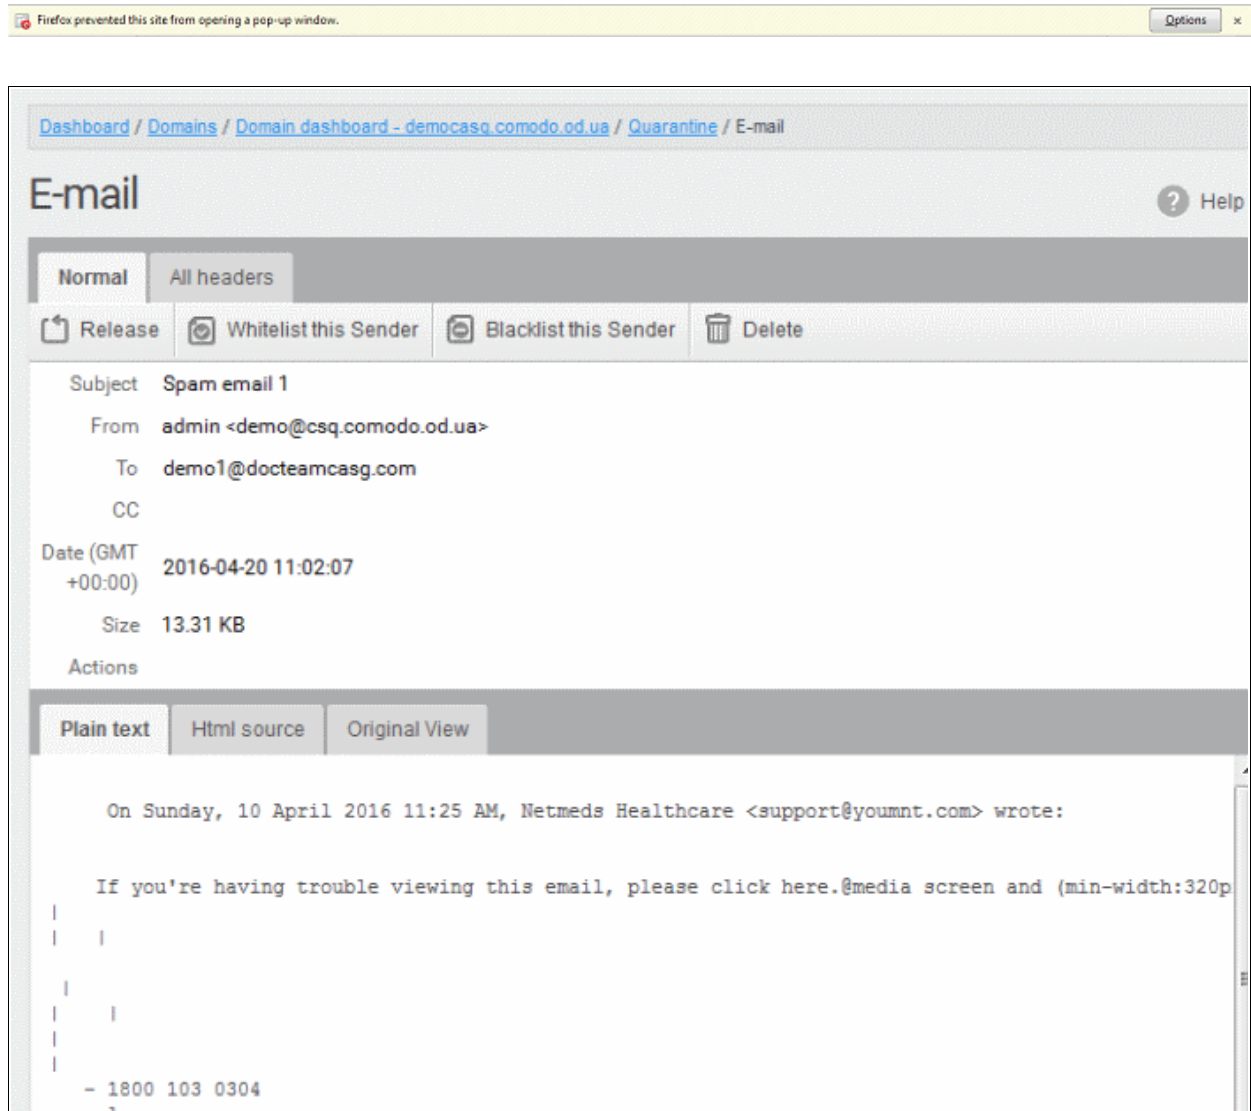 Firefox prevented this site from opening a pop-up window. Options ×
Dashboard / Domains / Domain dashboard - democasq.comodo.od.ua / Quarantine / E-mail
E-mail
? Help
Normal All headers
Release Whitelist this Sender Blacklist this Sender Delete
Subject Spam email 1
From admin <demo@csq.comodo.od.ua>
To demo1@docteamcasg.com
CC
Date (GMT
+00:00) 2016-04-20 11:02:07
Size 13.31 KB
Actions
Plain text Html source Original View
On Sunday, 10 April 2016 11:25 AM, Netmeds Healthcare <support@youmnt.com> wrote:
If you're having trouble viewing this email, please click here.@media screen and (min-width:320p
|
| |
|
| |
|
|
- 1800 103 0304